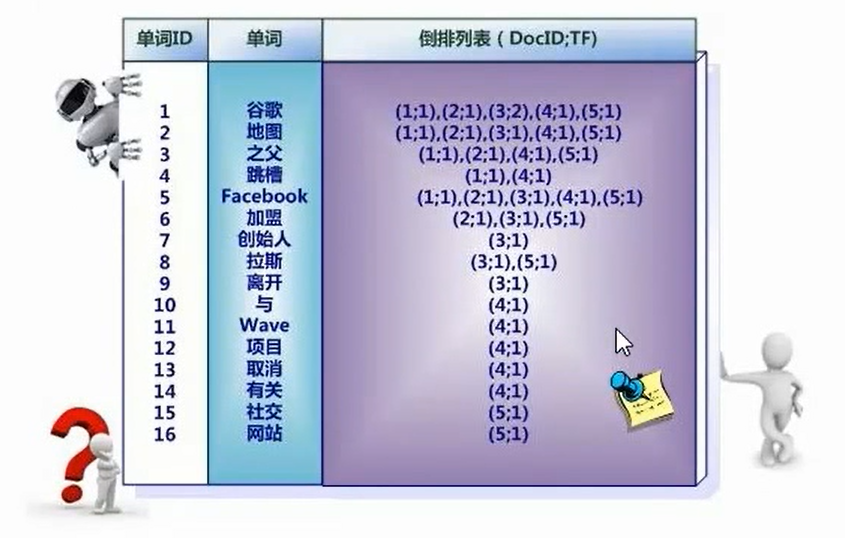 单词ID 单词 倒排列表（DocID;TF)
1 谷歌 (1;1),(2;1),(3;2),(4;1),(5;1)
2 地图 (1;1),(2;1),(3;1),(4;1),(5;1)
3 之父 (1;1),(2;1),(4;1),(5;1)
4 跳槽 (1;1),(4;1)
5 Facebook (1;1),(2;1),(3;1),(4;1),(5;1)
6 加盟 (2;1),(3;1),(5;1)
7 创始人 (3;1)
8 拉斯 (3;1),(5;1)
9 离开 (3;1)
10 与 (4;1)
11 Wave (4;1)
12 项目 (4;1)
13 取消 (4;1)
14 有关 (4;1)
15 社交 (5;1)
16 网站 (5;1)